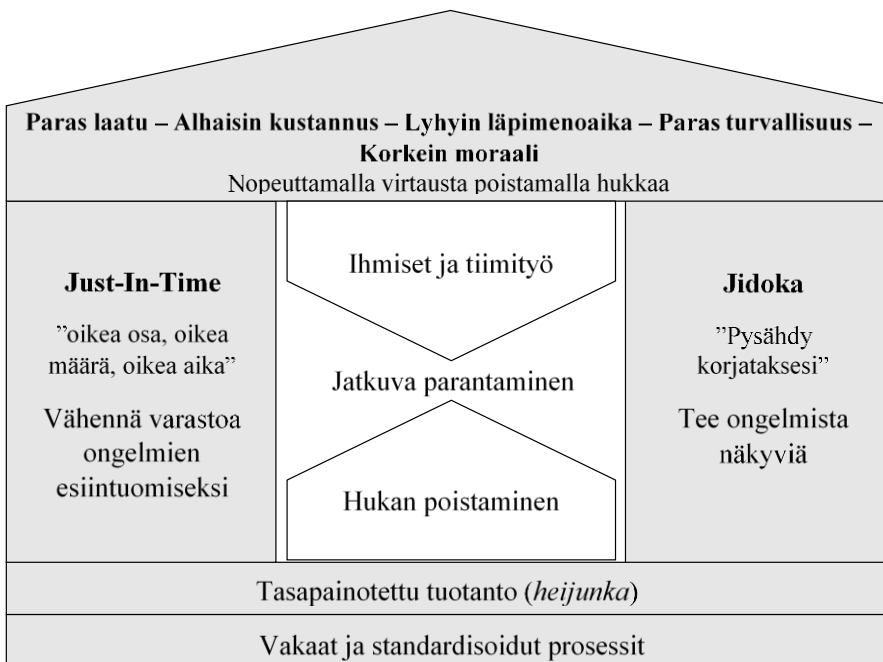 Paras laatu – Alhaisin kustannus – Lyhyin läpimenoaika – Paras turvallisuus –
Korkein moraali
Nopeuttamalla virtausta poistamalla hukkaa
Just-In-Time
”oikea osa, oikea
määrä, oikea aika”
Vähennä varastoa
ongelmien
esiintuomiseksi
Ihmiset ja tiimityö
Jatkuva parantaminen
Hukan poistaminen
Jidoka
”Pysähdy
korjataksesi”
Tee ongelmista
näkyviä
Tasapainotettu tuotanto (heijunka)
Vakaat ja standardisoidut prosessit